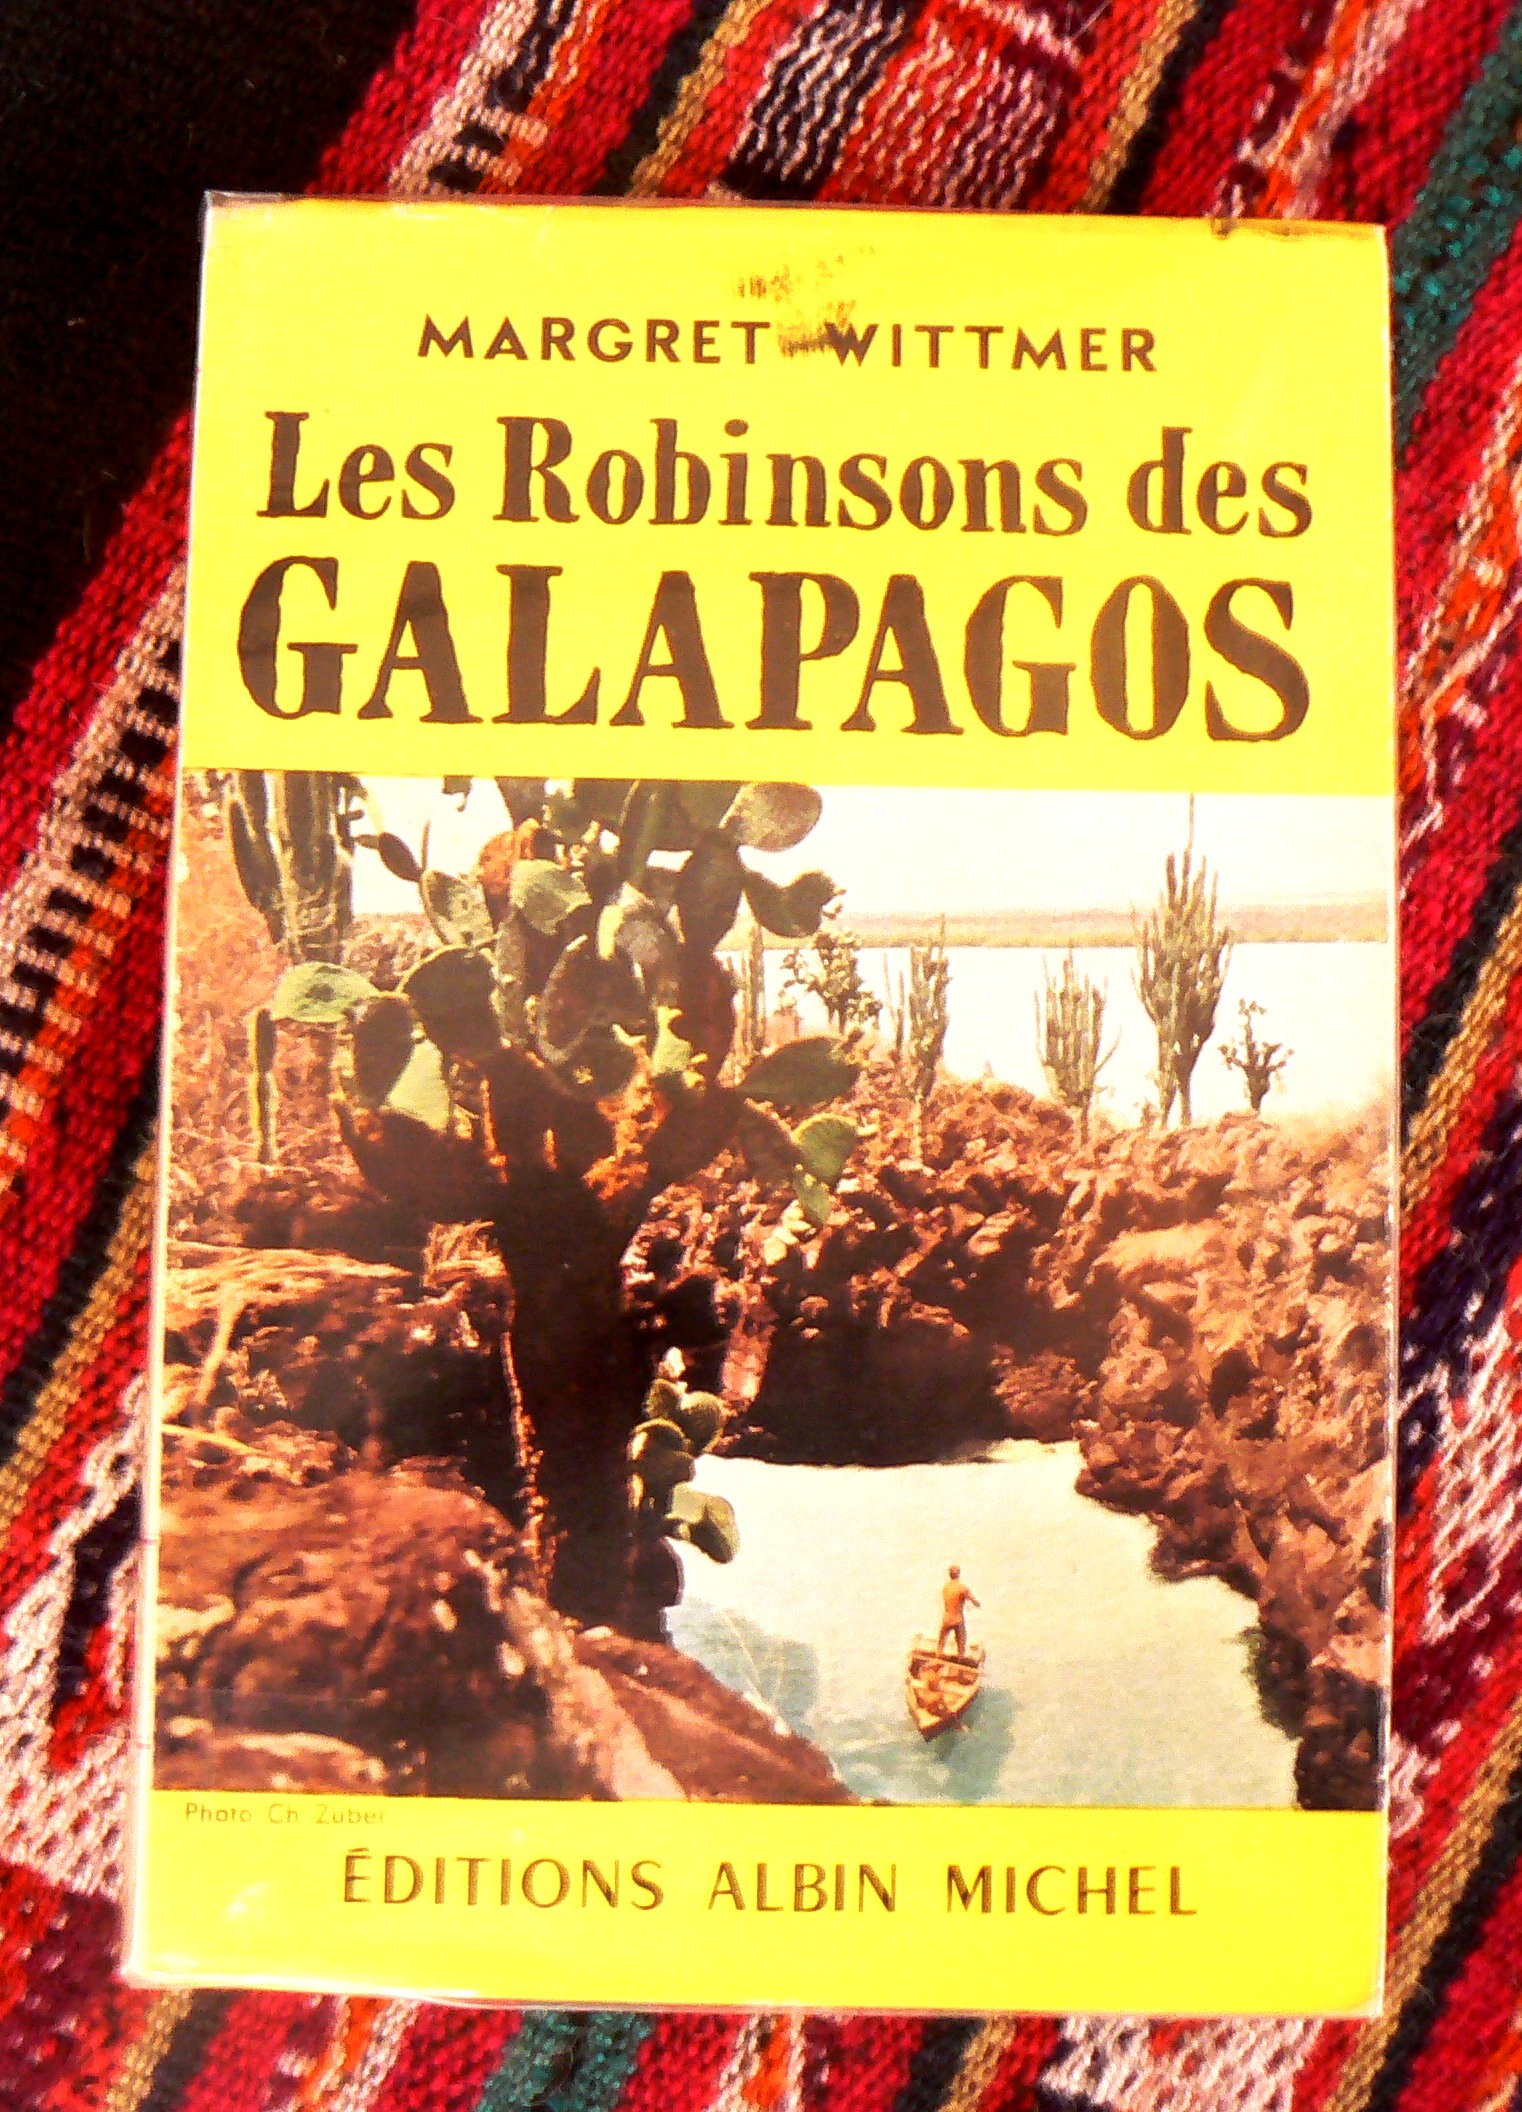 MARGRET WITTMER
Les Robinsons des
GALAPAGOS
Photo Ch Zuber
ÉDITIONS ALBIN MICHEL